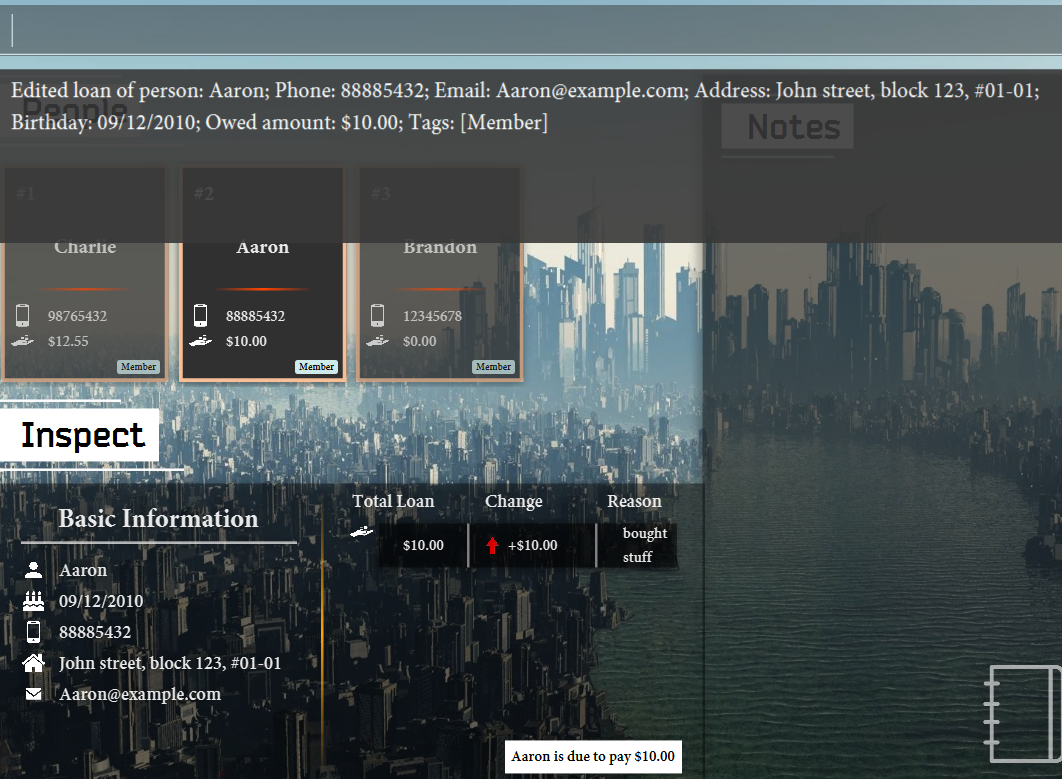 Edited loan of person: Aaron; Phone: 88885432; Email: Aaron@example.com; Address: John street, block 123, #01-01;
Birthday: 09/12/2010; Owed amount: $10.00; Tags: [Member]
People
Notes
#1
#2
#3
Charlie
Aaron
Brandon
98765432
88885432
12345678
$12.55
$10.00
$0.00
Member
Member
Member
Inspect
Total Loan
Change
Reason
Basic Information
$10.00
+$10.00
bought
stuff
Aaron
09/12/2010
88885432
John street, block 123, #01-01
Aaron@example.com
Aaron is due to pay $10.00